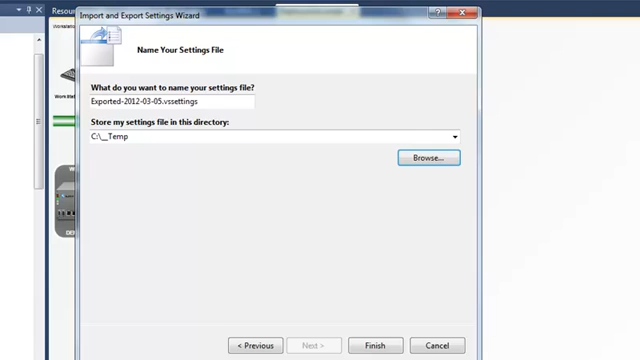 Resour
Import and Export Settings Wizard
Name Your Settings File
What do you want to name your settings file?
Exported-2012-03-05.vssettings
Store my settings file in this directory:
C:\__Temp
Browse...
< Previous
Next >
Finish
Cancel